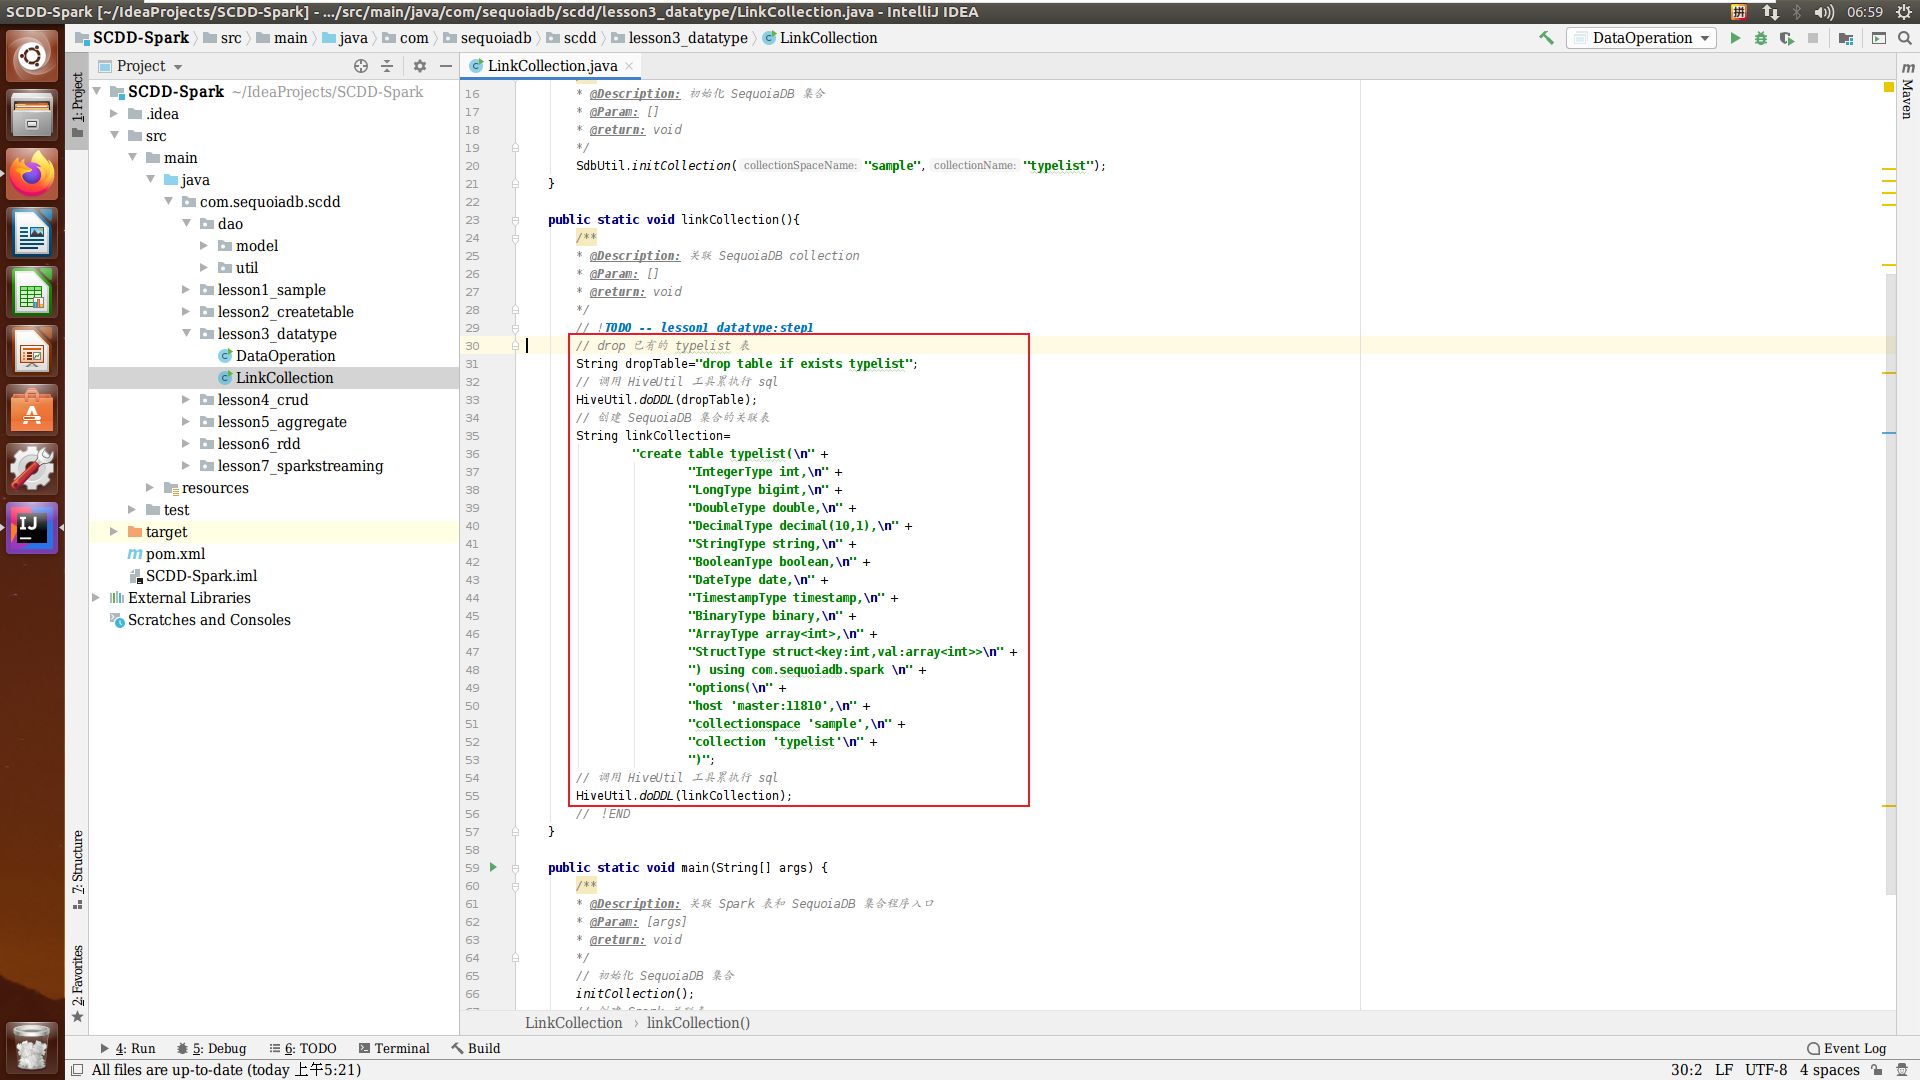 SCDD-Spark [~/IdeaProjects/SCDD-Spark] - .../src/main/java/com/sequoiadb/scdd/lesson3_datatype/LinkCollection.java - IntelliJ IDEA
拼 06:59
SCDD-Spark src main java com sequoiadb scdd lesson3_datatype LinkCollection
DataOperation
Project
LinkCollection.java
1: Project
7: Structure
2: Favorites
Maven
SCDD-Spark ~/IdeaProjects/SCDD-Spark
.idea
src
main
java
com.sequoiadb.scdd
dao
model
util
lesson1_sample
lesson2_createtable
lesson3_datatype
DataOperation
LinkCollection
lesson4_crud
lesson5_aggregate
lesson6_rdd
lesson7_sparkstreaming
resources
test
target
pom.xml
SCDD-Spark.iml
External Libraries
Scratches and Consoles
16 * @Description: 初始化 SequoiaDB 集合
17 * @Param: []
18 * @return: void
19 */
20 SdbUtil.initCollection( collectionSpaceName: "sample", collectionName: "typelist");
21 }
22
23 public static void linkCollection(){
24 /**
25 * @Description: 关联 SequoiaDB collection
26 * @Param: []
27 * @return: void
28 */
29 // !TODO -- lesson1_datatype:step1
30 // drop 已有的 typelist 表
31 String dropTable="drop table if exists typelist";
32 // 调用 HiveUtil 工具累执行 sql
33 HiveUtil.doDDL(dropTable);
34 // 创建 SequoiaDB 集合的关联表
35 String linkCollection=
36 "create table typelist(\n" +
37 "IntegerType int,\n" +
38 "LongType bigint,\n" +
39 "DoubleType double,\n" +
40 "DecimalType decimal(10,1),\n" +
41 "StringType string,\n" +
42 "BooleanType boolean,\n" +
43 "DateType date,\n" +
44 "TimestampType timestamp,\n" +
45 "BinaryType binary,\n" +
46 "ArrayType array<int>,\n" +
47 "StructType struct<key:int,val:array<int>>\n" +
48 ") using com.sequoiadb.spark \n" +
49 "options(\n" +
50 "host 'master:11810',\n" +
51 "collectionspace 'sample',\n" +
52 "collection 'typelist'\n" +
53 ")";
54 // 调用 HiveUtil 工具累执行 sql
55 HiveUtil.doDDL(linkCollection);
56 // !END
57 }
58
59 public static void main(String[] args) {
60 /**
61 * @Description: 关联 Spark 表和 SequoiaDB 集合程序入口
62 * @Param: [args]
63 * @return: void
64 */
65 // 初始化 SequoiaDB 集合
66 initCollection();
LinkCollection › linkCollection()
4: Run 5: Debug 6: TODO Terminal Build Event Log
All files are up-to-date (today 上午5:21) 30:2 LF UTF-8 4 spaces